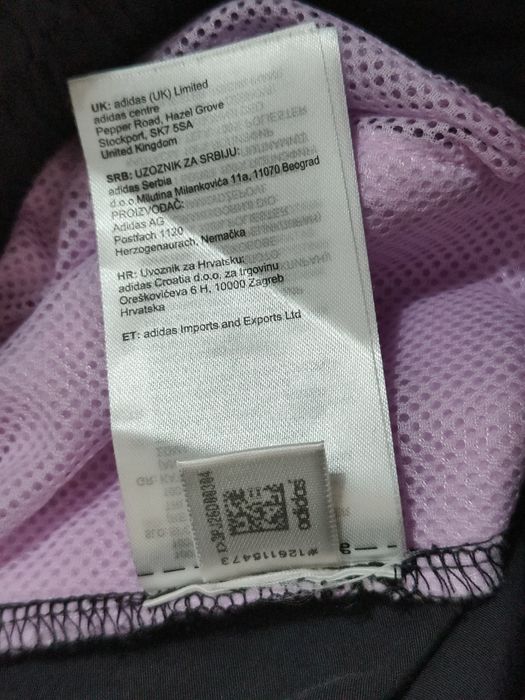 UK: adidas (UK) Limited
adidas centre
Pepper Road, Hazel Grove
Stockport, SK7 5SA
United Kingdom
SRB: UZOZNIK ZA SRBIJU:
adidas Serbia
d.o.o Milutina Milankovića 11a, 11070 Beograd
PROIZVOĐAČ:
Adidas AG
Postfach 1120
Herzogenaurach, Nemačka
HR: Uvoznik za Hrvatsku:
adidas Croatia d.o.o. za trgovinu
Oreškovićeva 6 H, 10000 Zagreb
Hrvatska
ET: adidas Imports and Exports Ltd
adidas
#126115473